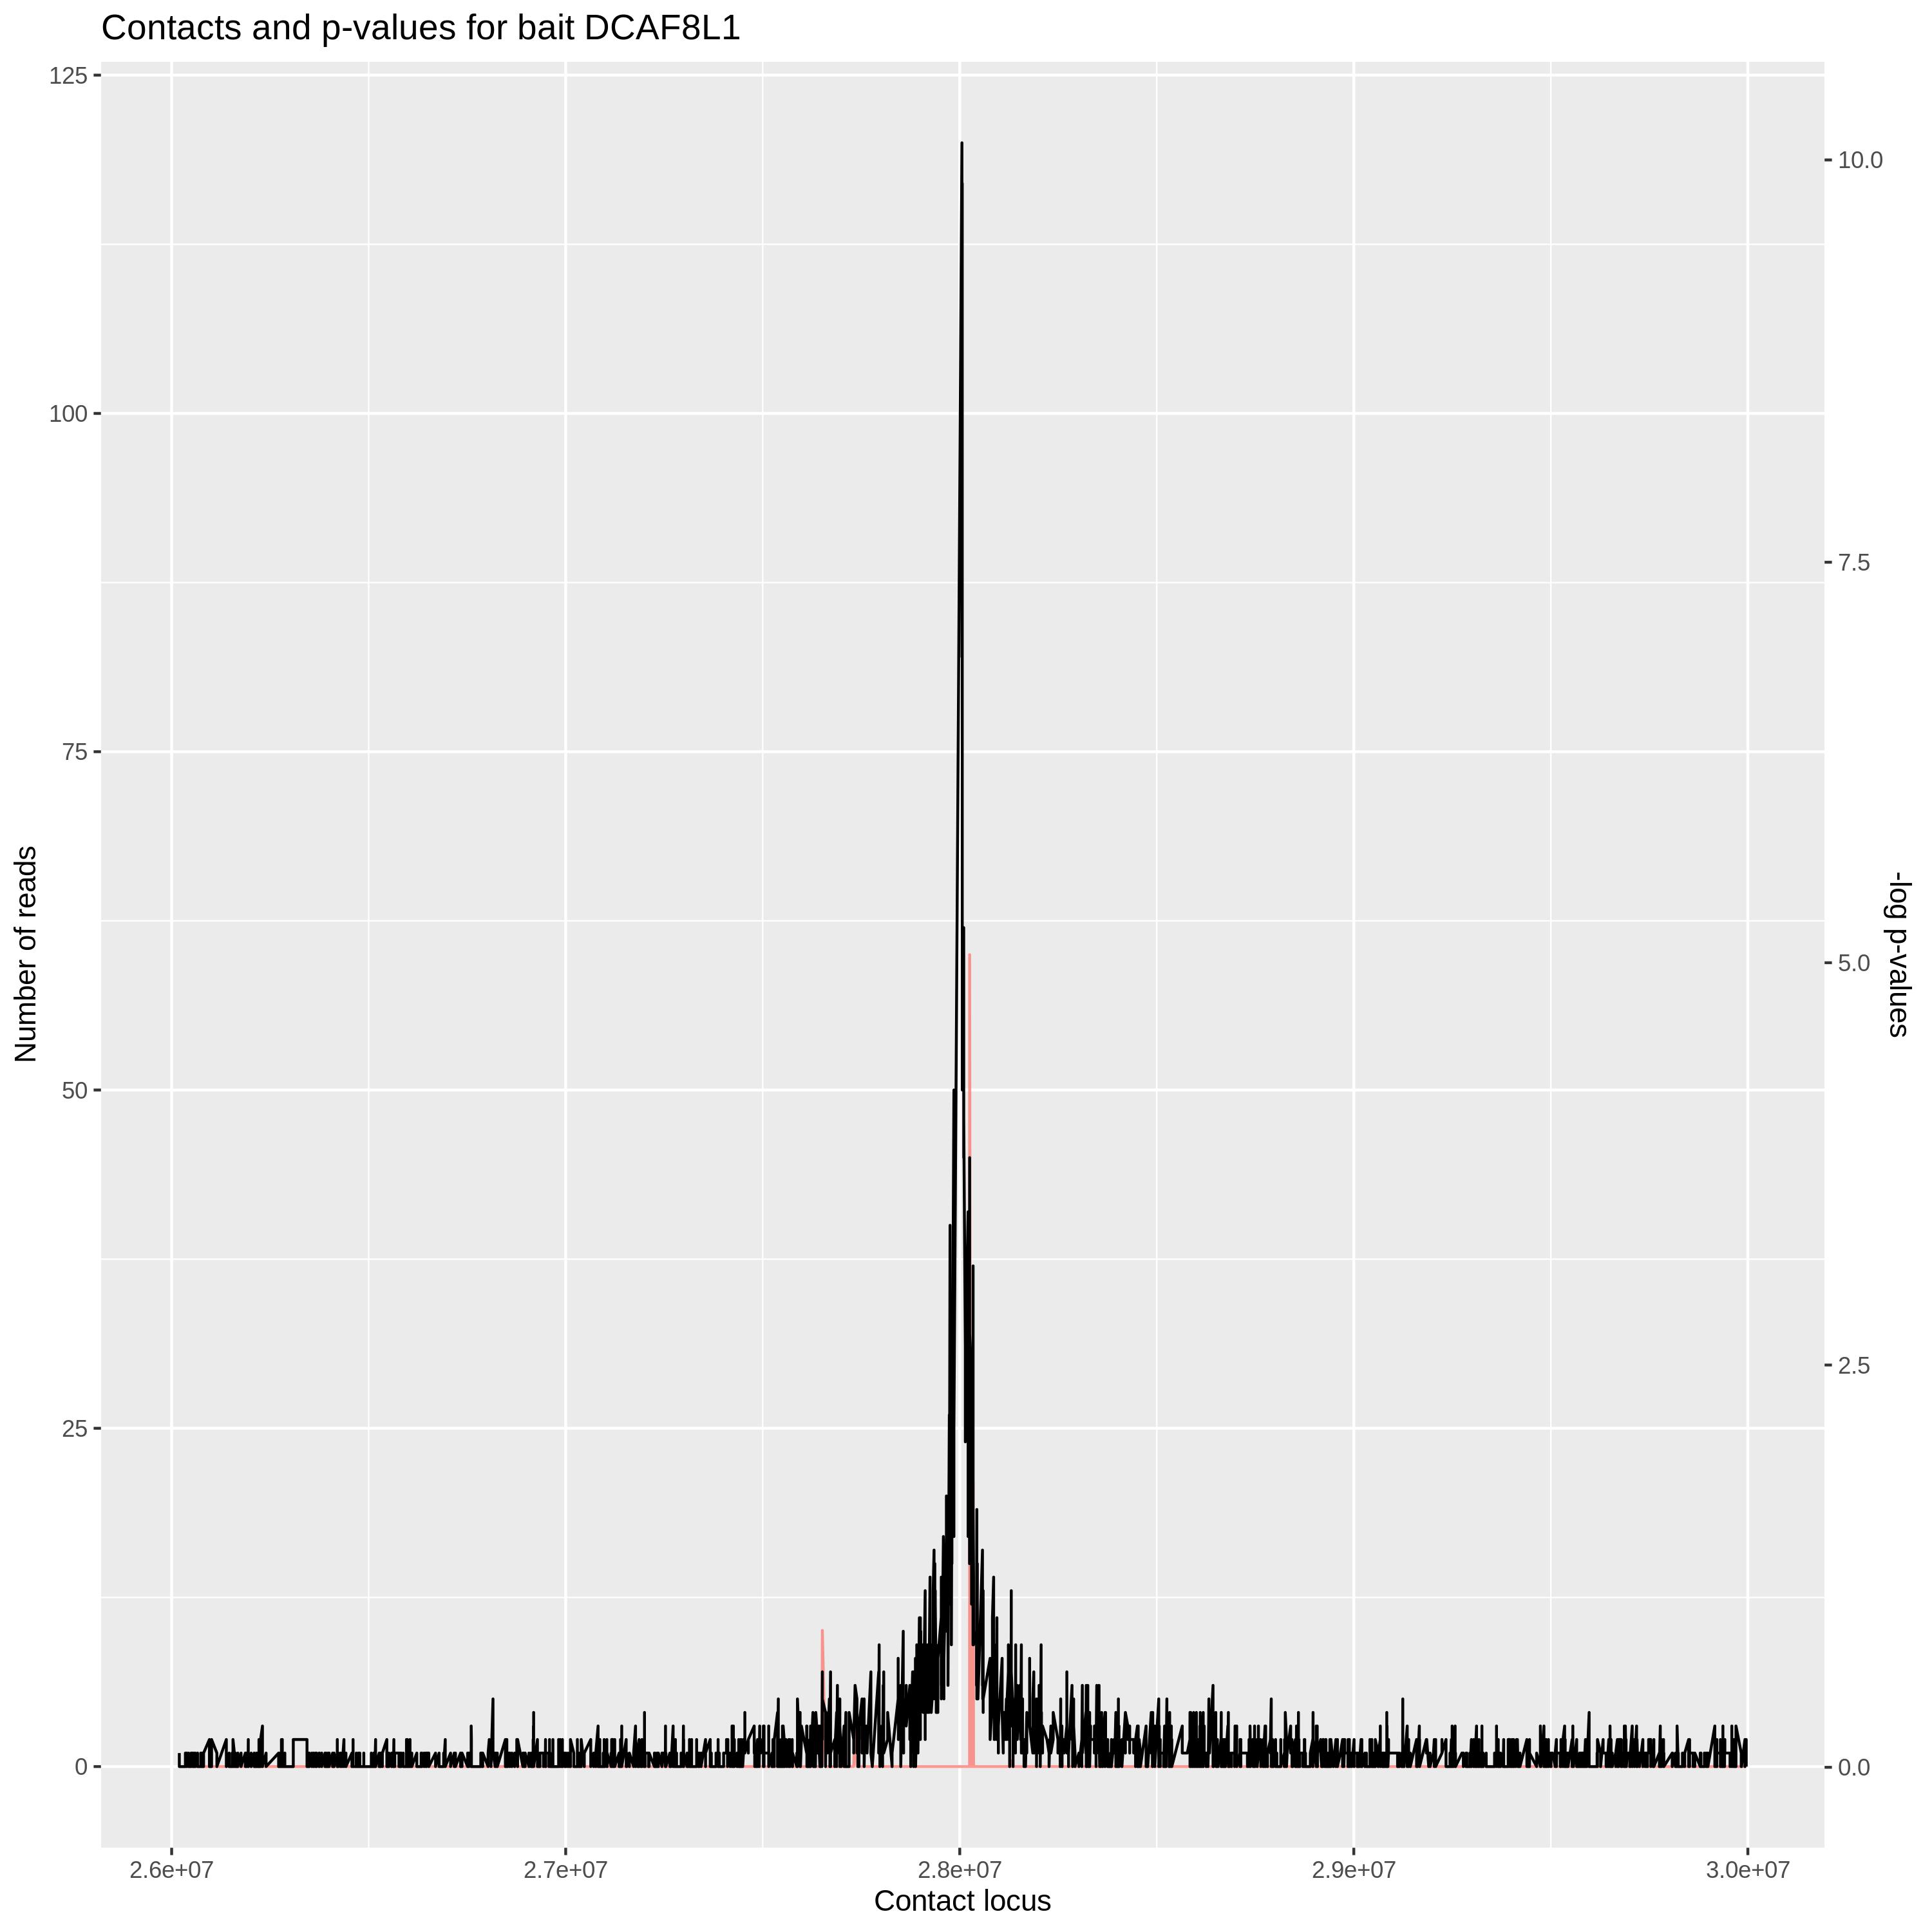 Contacts and p-values for bait DCAF8L1
125
100
75
50
25
0
Number of reads
10.0
7.5
5.0
2.5
0.0
-log p-values
2.6e+07 2.7e+07 2.8e+07 2.9e+07 3.0e+07
Contact locus